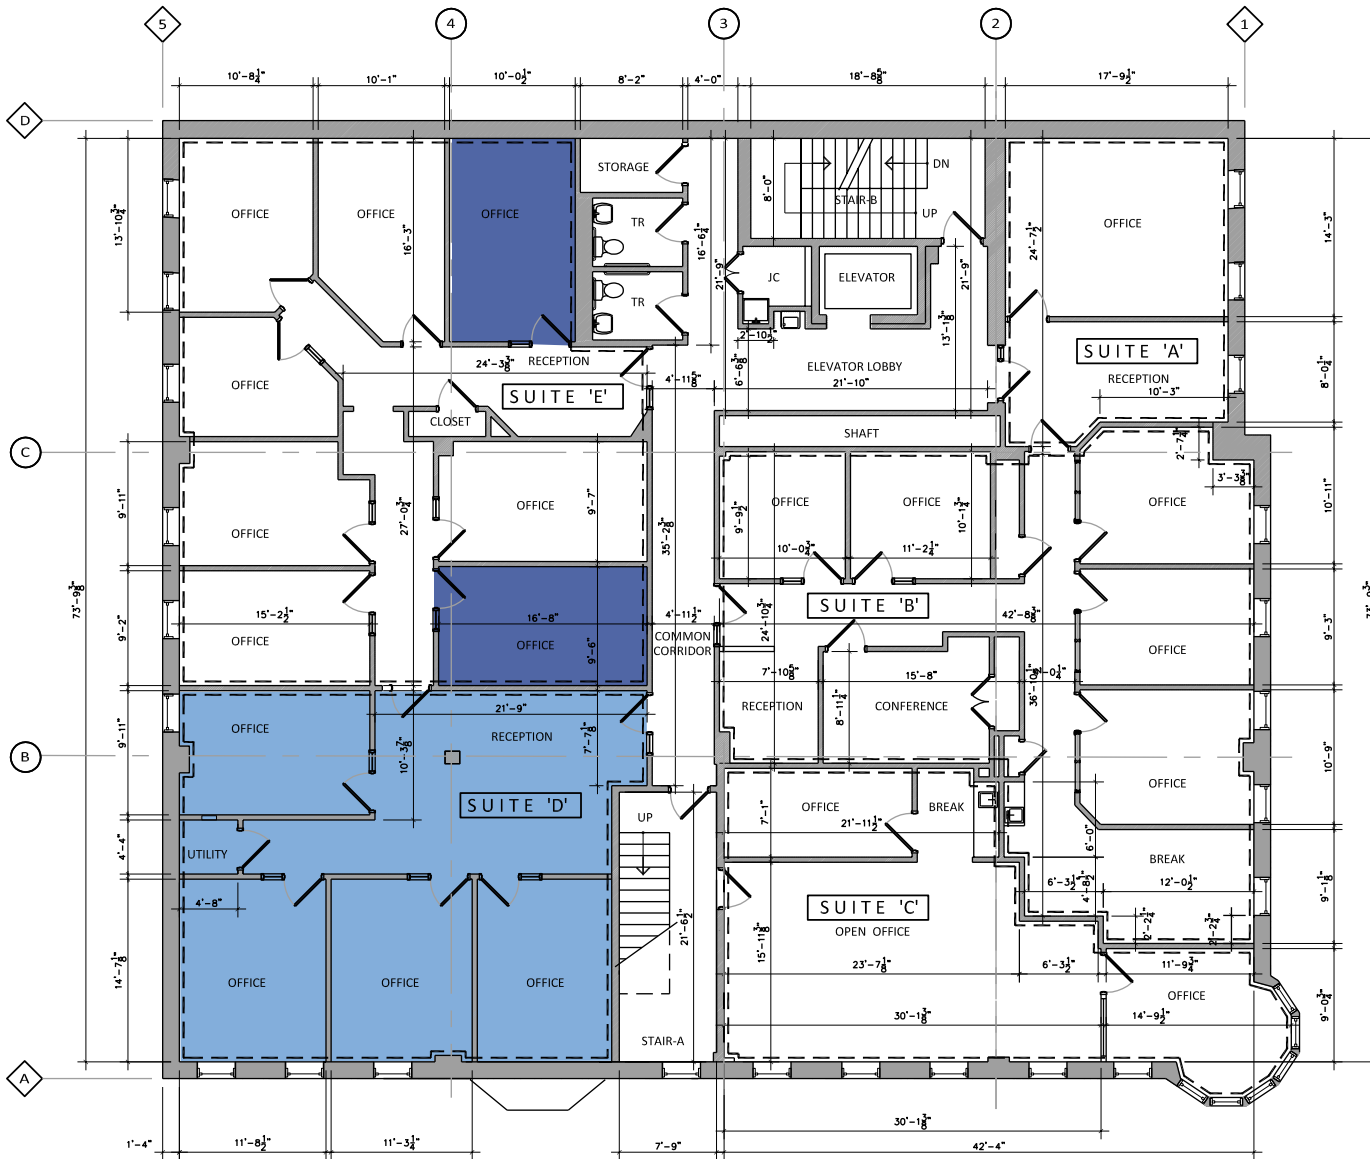 5
4
3
2
1
10'-8¼"
10'-1"
10'-0½"
8'-2"
4'-0"
18'-8⅝"
17'-9½"
D
STORAGE
DN
8'-0"
STAIR-B
UP
13'-10¾"
OFFICE
OFFICE
OFFICE
TR
16'-3"
16'-6¼"
24'-7½"
OFFICE
14'-3"
21'-9"
JC
ELEVATOR
21'-9"
TR
2'-10½"
13'-1⅜"
RECEPTION
24'-3⅜"
SUITE 'E'
4'-11⅝"
6'-6⅜"
ELEVATOR LOBBY
21'-10"
SUITE 'A'
RECEPTION
10'-3"
8'-0¼"
OFFICE
CLOSET
SHAFT
C
2'-7¼"
3'-3⅜"
9'-11"
OFFICE
27'-0¾"
OFFICE
9'-7"
35'-2⅜"
OFFICE
9'-9½"
10'-0¾"
OFFICE
10'-1¼"
11'-2¼"
OFFICE
10'-11"
73'-9⅜"
9'-2"
15'-2½"
OFFICE
16'-8"
OFFICE
9'-6"
4'-11½"
COMMON
CORRIDOR
24'-10¾"
SUITE 'B'
42'-8⅜"
OFFICE
9'-3"
7'-10⅝"
15'-8"
36'-10½"
RECEPTION
8'-11¼"
CONFERENCE
9'-11"
OFFICE
21'-9"
RECEPTION
10'-3⅞"
7'-7⅛"
B
OFFICE
10'-9"
SUITE 'D'
UP
7'-1"
OFFICE
21'-11½"
BREAK
4'-4"
UTILITY
6'-0"
BREAK
4'-8"
6'-3½"
4'-8½"
12'-0½"
9'-1⅛"
SUITE 'C'
OPEN OFFICE
21'-6½"
15'-11⅜"
2'-2¼"
2'-2¾"
14'-7⅛"
OFFICE
OFFICE
OFFICE
23'-7⅛"
6'-3½"
11'-9¾"
OFFICE
9'-0¾"
30'-1⅜"
14'-9½"
STAIR-A
A
30'-1⅜"
1'-4"
11'-8½"
11'-3¼"
7'-9"
42'-4"